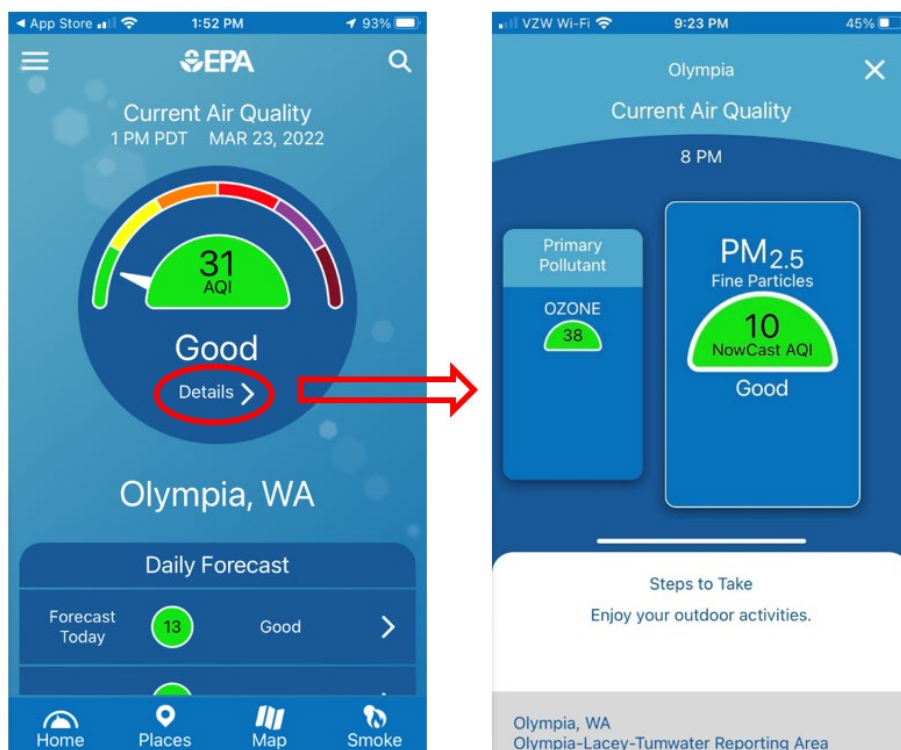 App Store 1:52 PM 93%
EPA
Current Air Quality
1 PM PDT MAR 23, 2022
31
AQI
Good
Details
Olympia, WA
Daily Forecast
Forecast
Today
13
Good
Home Places Map Smoke
VZW Wi-Fi 9:23 PM 45%
Olympia
Current Air Quality
8 PM
Primary
Pollutant
OZONE
38
PM2.5
Fine Particles
10
NowCast AQI
Good
Steps to Take
Enjoy your outdoor activities.
Olympia, WA
Olympia-Lacey-Tumwater Reporting Area